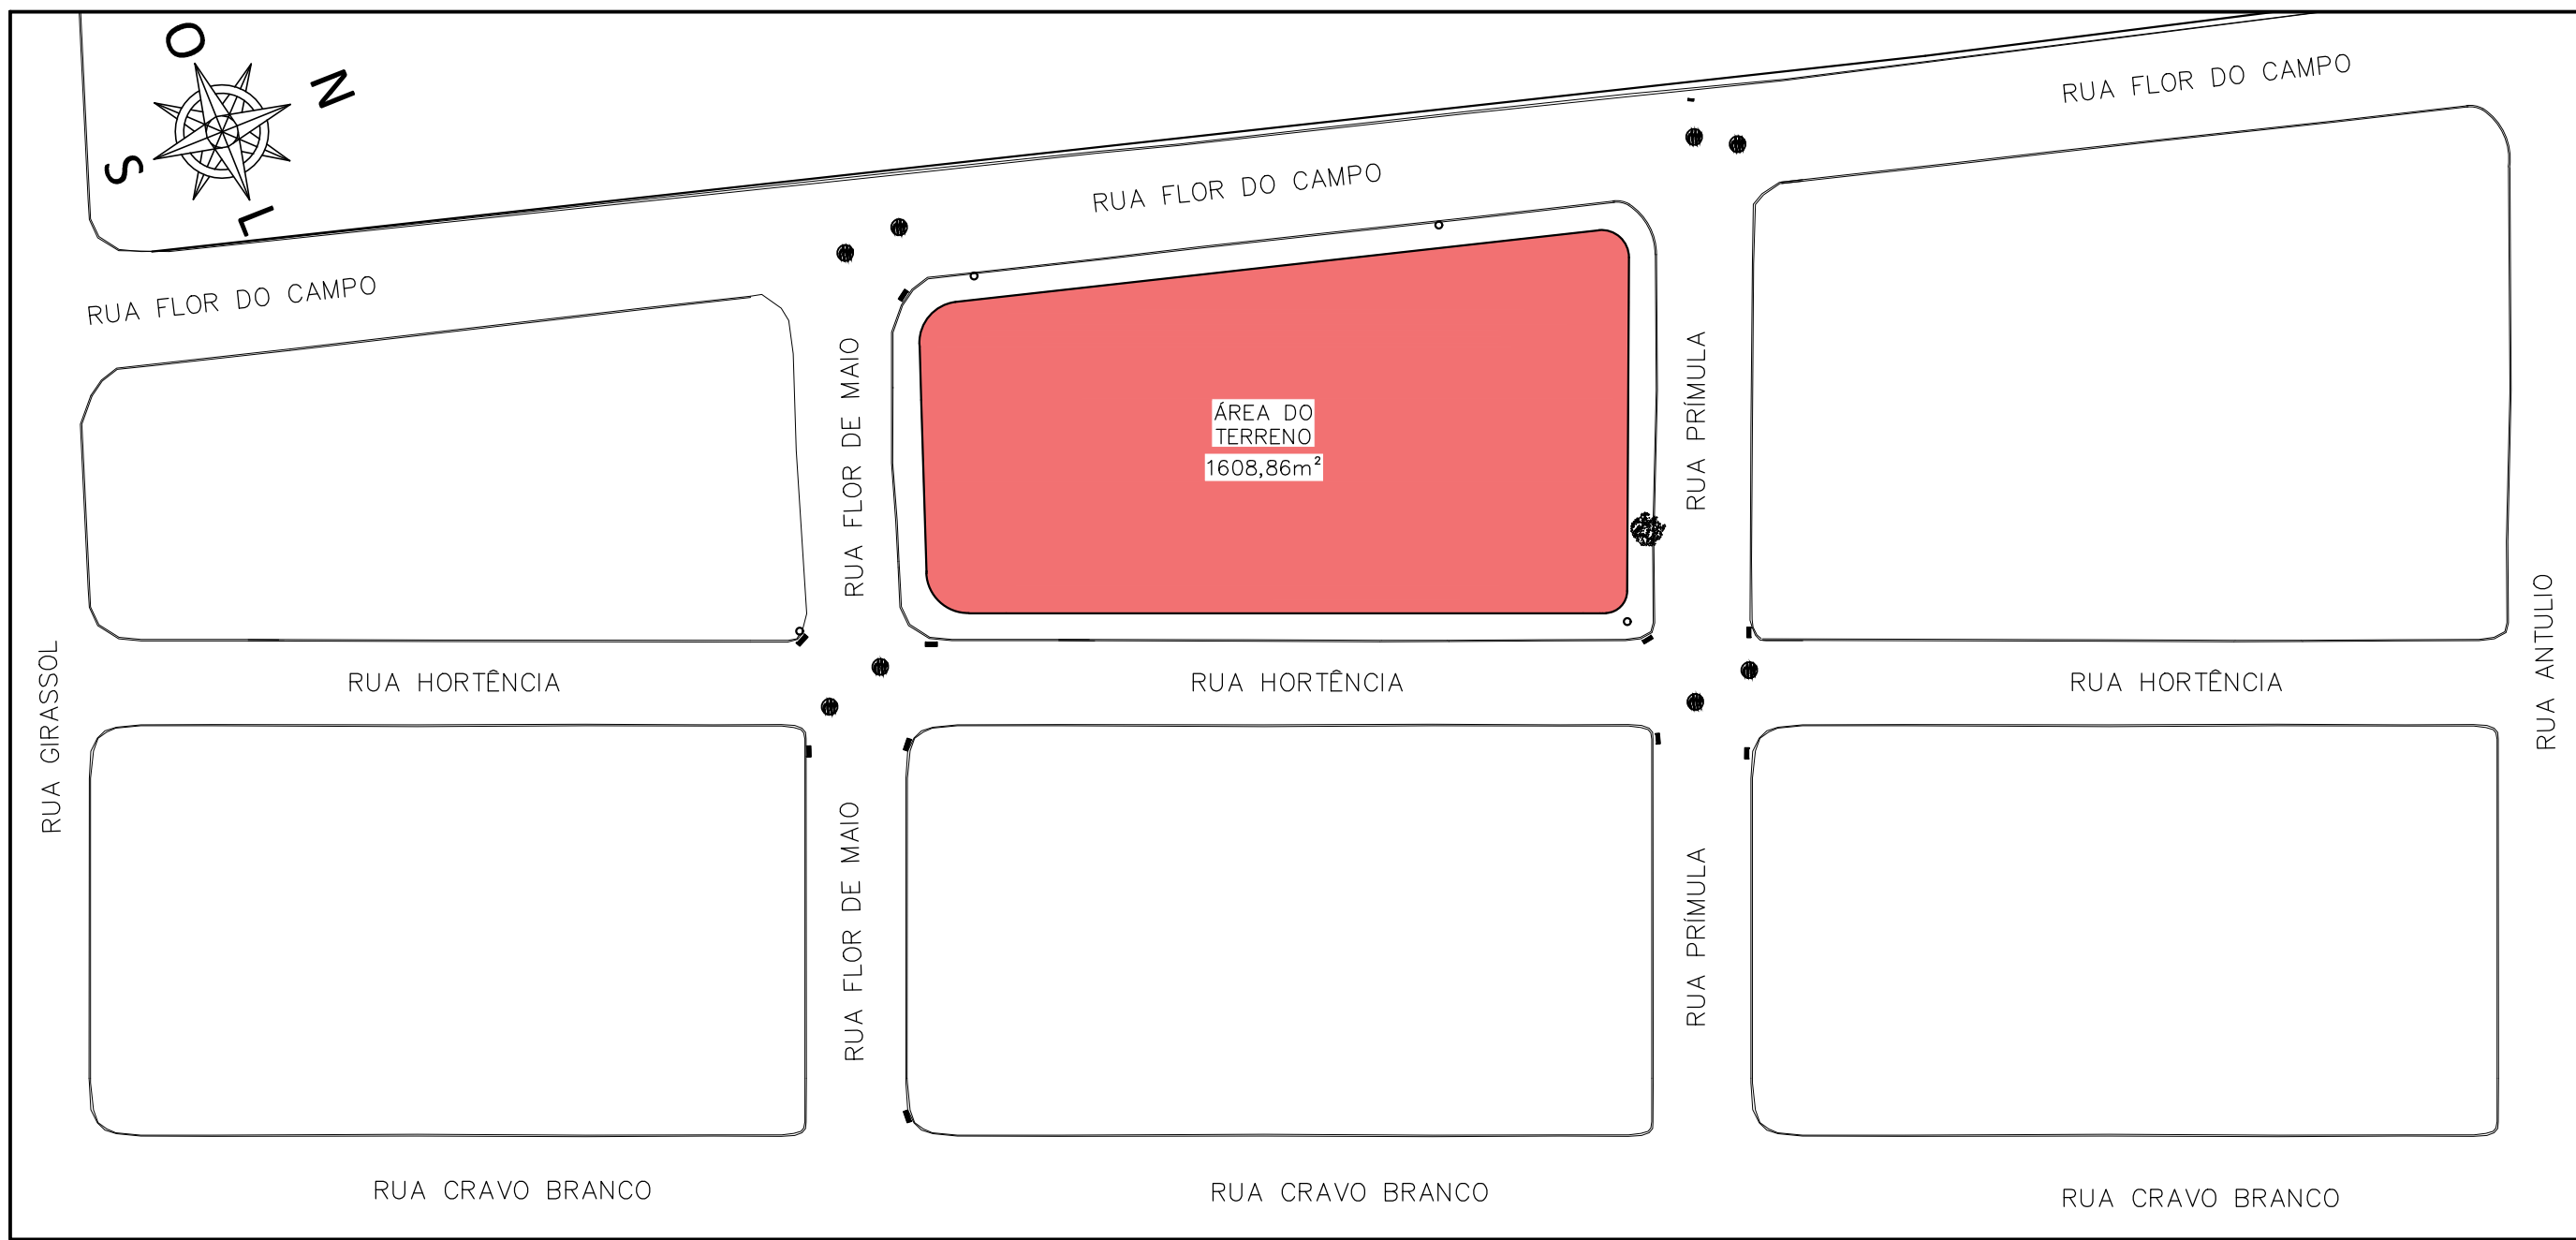 O
N
S
L
RUA FLOR DO CAMPO
RUA FLOR DO CAMPO
RUA FLOR DO CAMPO
RUA FLOR DE MAIO
ÁREA DO
TERRENO
1608,86m²
RUA PRÍMULA
RUA GIRASSOL
RUA HORTÊNCIA
RUA HORTÊNCIA
RUA HORTÊNCIA
RUA ANTULIO
RUA FLOR DE MAIO
RUA PRÍMULA
RUA CRAVO BRANCO
RUA CRAVO BRANCO
RUA CRAVO BRANCO